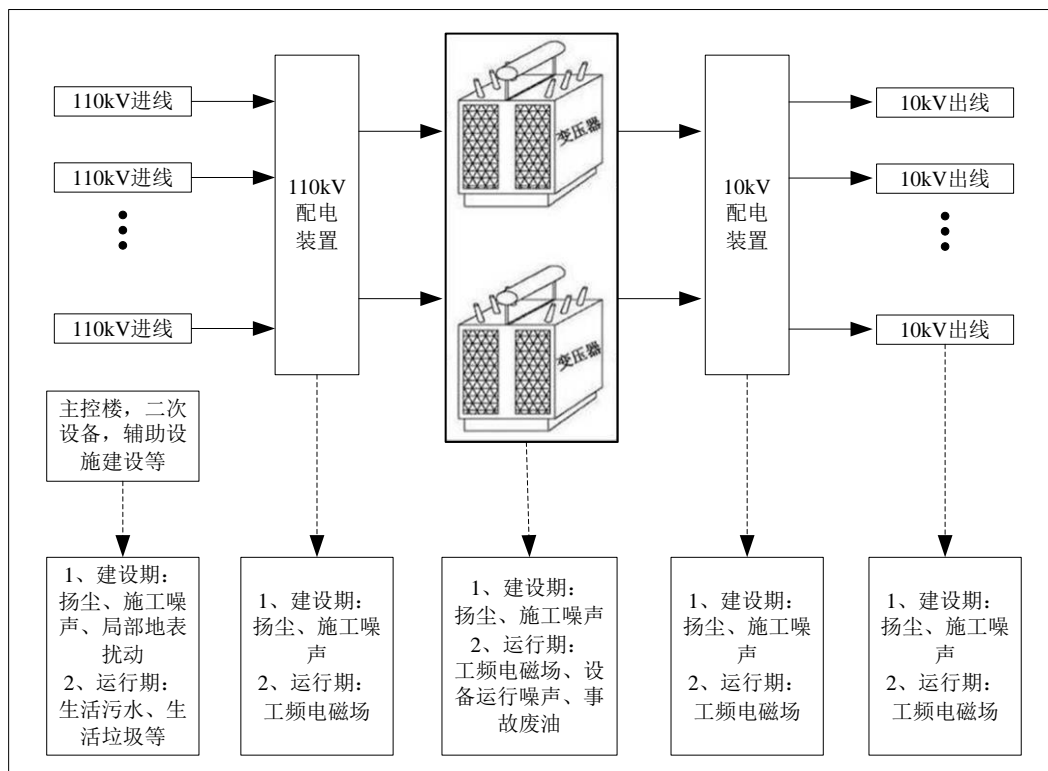 110kV进线
110kV进线
110kV进线
110kV
配电
装置
变压器
变压器
10kV
配电
装置
10kV出线
10kV出线
10kV出线
主控楼，二次
设备，辅助设
施建设等
1、建设期：
扬尘、施工噪
声、局部地表
扰动
2、运行期：
生活污水、生
活垃圾等
1、建设期：
扬尘、施工噪
声
2、运行期：
工频电磁场
1、建设期：
扬尘、施工噪声
2、运行期：
工频电磁场、设
备运行噪声、事
故废油
1、建设期：
扬尘、施工噪
声
2、运行期：
工频电磁场
1、建设期：
扬尘、施工噪
声
2、运行期：
工频电磁场